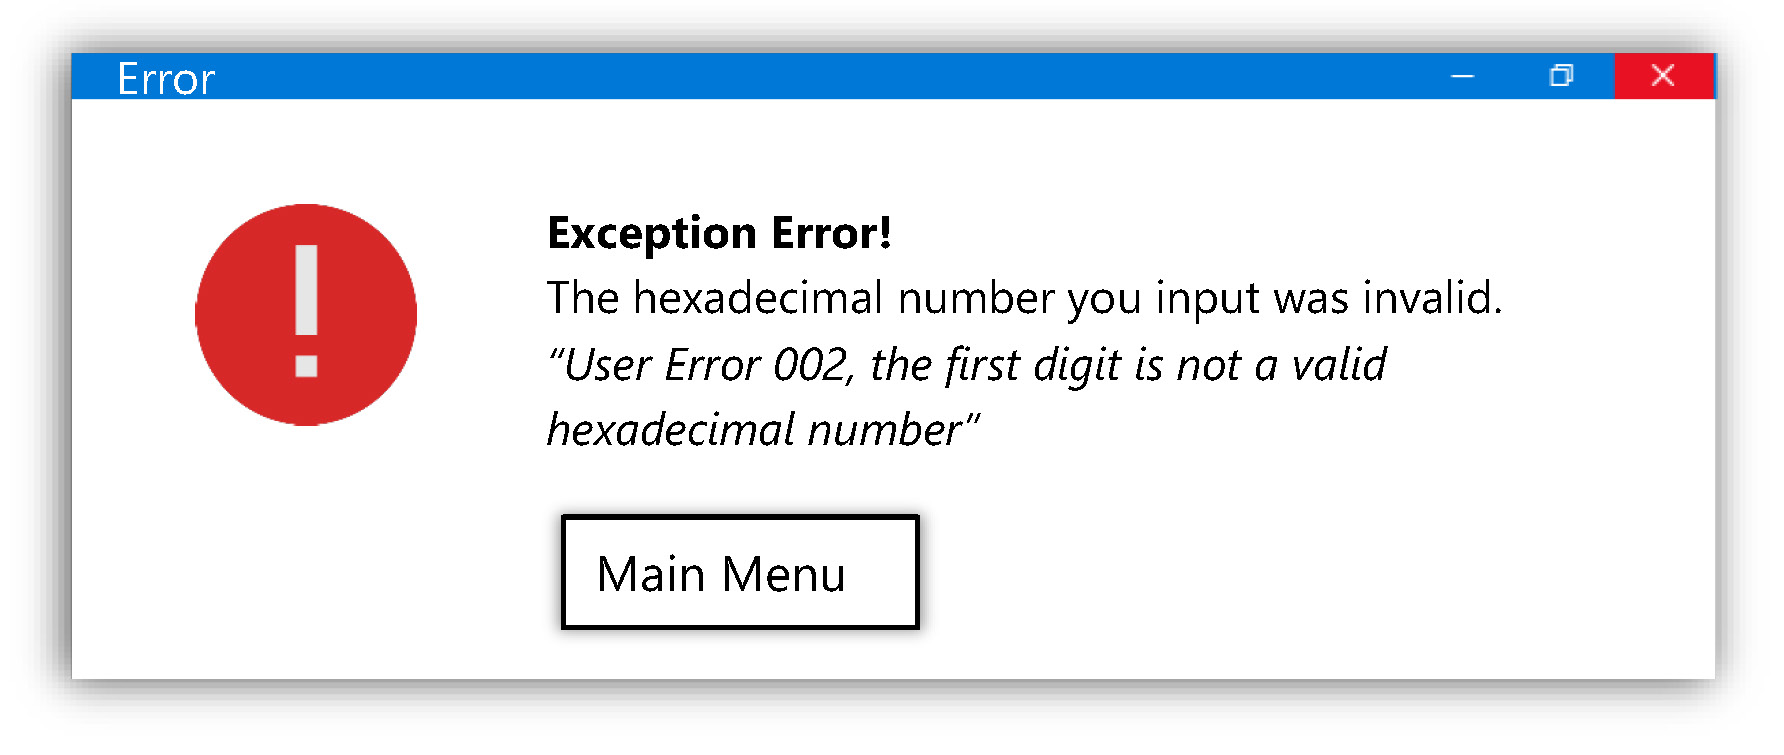 Error
Exception Error!
The hexadecimal number you input was invalid.
“User Error 002, the first digit is not a valid
hexadecimal number”
Main Menu